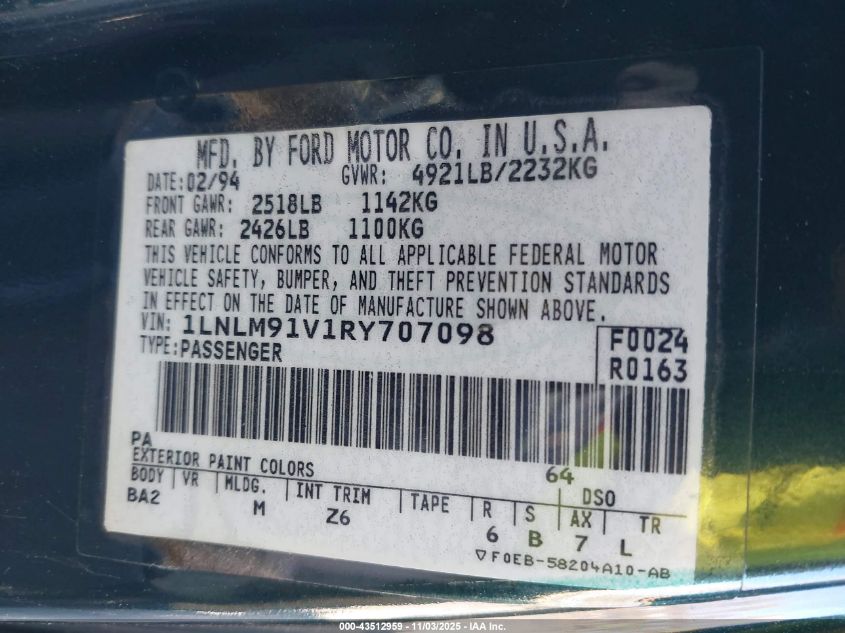 MFD. BY FORD MOTOR CO. IN U.S.A.
DATE: 02/94 GVWR: 4921LB/2232KG
FRONT GAWR: 2518LB 1142KG
REAR GAWR: 2426LB 1100KG
THIS VEHICLE CONFORMS TO ALL APPLICABLE FEDERAL MOTOR
VEHICLE SAFETY, BUMPER, AND THEFT PREVENTION STANDARDS
IN EFFECT ON THE DATE OF MANUFACTURE SHOWN ABOVE.
VIN: 1LNLM91V1RY707098 F0024
TYPE: PASSENGER R0163
PA
EXTERIOR PAINT COLORS 64
BODY VR MLDG. INT TRIM TAPE R S AX TR DSO
BA2 M Z6 6 B 7 L
▽F0EB-58204A10-AB
000-43512959 - 11/03/2025 - IAA Inc.